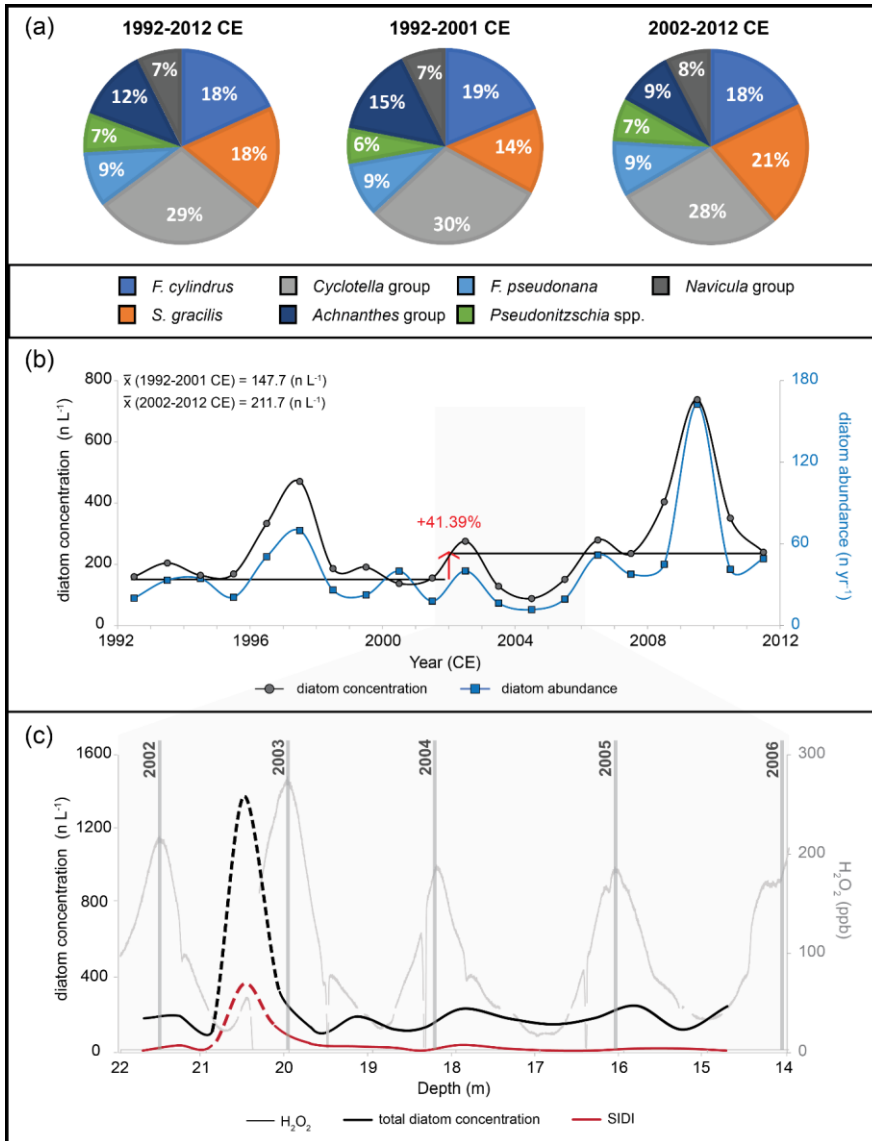 (a)
1992-2012 CE
1992-2001 CE
2002-2012 CE
7%
18%
18%
29%
9%
7%
12%
7%
19%
14%
30%
9%
6%
15%
8%
18%
21%
28%
9%
7%
9%
F. cylindrus
Cyclotella group
F. pseudonana
Navicula group
S. gracilis
Achnanthes group
Pseudonitzschia spp.
(b)
x̅ (1992-2001 CE) = 147.7 (n L⁻¹)
x̅ (2002-2012 CE) = 211.7 (n L⁻¹)
diatom concentration (n L⁻¹)
800
600
400
200
0
+41.39%
180
120
60
0
diatom abundance (n yr⁻¹)
1992
1996
2000
2004
2008
2012
Year (CE)
diatom concentration
diatom abundance
(c)
diatom concentration (n L⁻¹)
1600
1200
800
400
0
2002
2003
2004
2005
2006
300
200
100
0
H₂O₂ (ppb)
22
21
20
19
18
17
16
15
14
Depth (m)
H₂O₂
total diatom concentration
SIDI